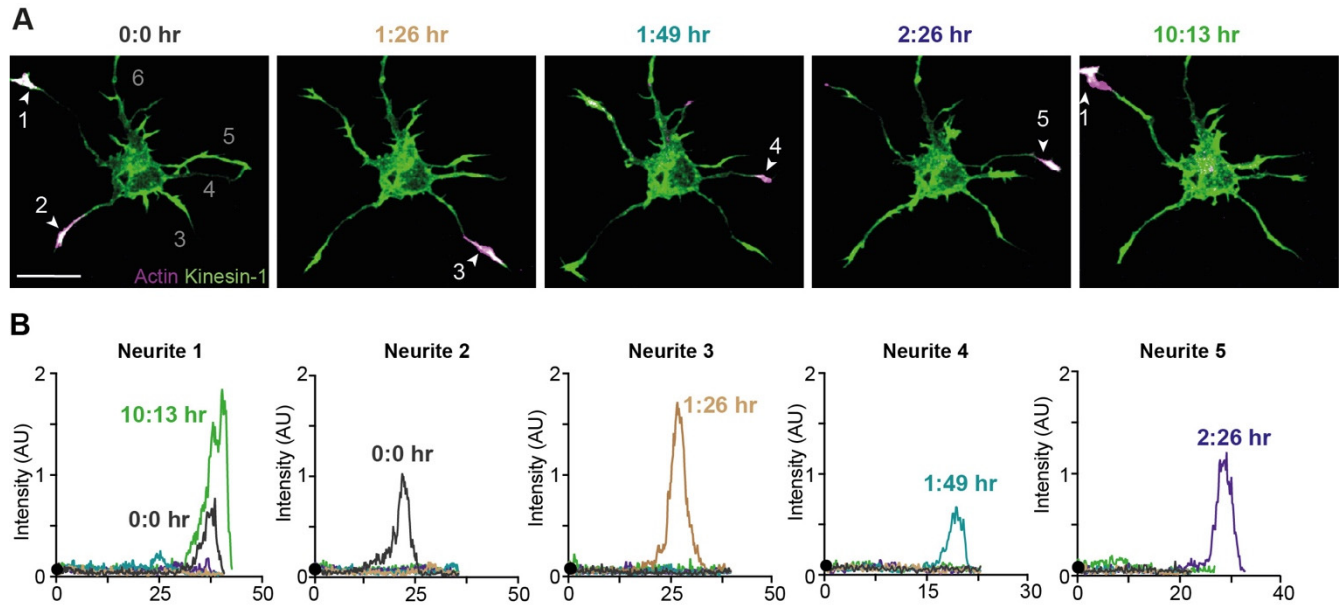 A
0:0 hr 1:26 hr 1:49 hr 2:26 hr 10:13 hr
6
1
5
4
2
3
Actin Kinesin-1
3
4
5
1
B
Neurite 1 Neurite 2 Neurite 3 Neurite 4 Neurite 5
Intensity (AU)
2
1
0
10:13 hr
0:0 hr
0 25 50
Intensity (AU)
2
1
0
0:0 hr
0 25 50
Intensity (AU)
2
1
0
1:26 hr
0 25 50
Intensity (AU)
2
1
0
1:49 hr
0 15 30
Intensity (AU)
2
1
0
2:26 hr
0 20 40